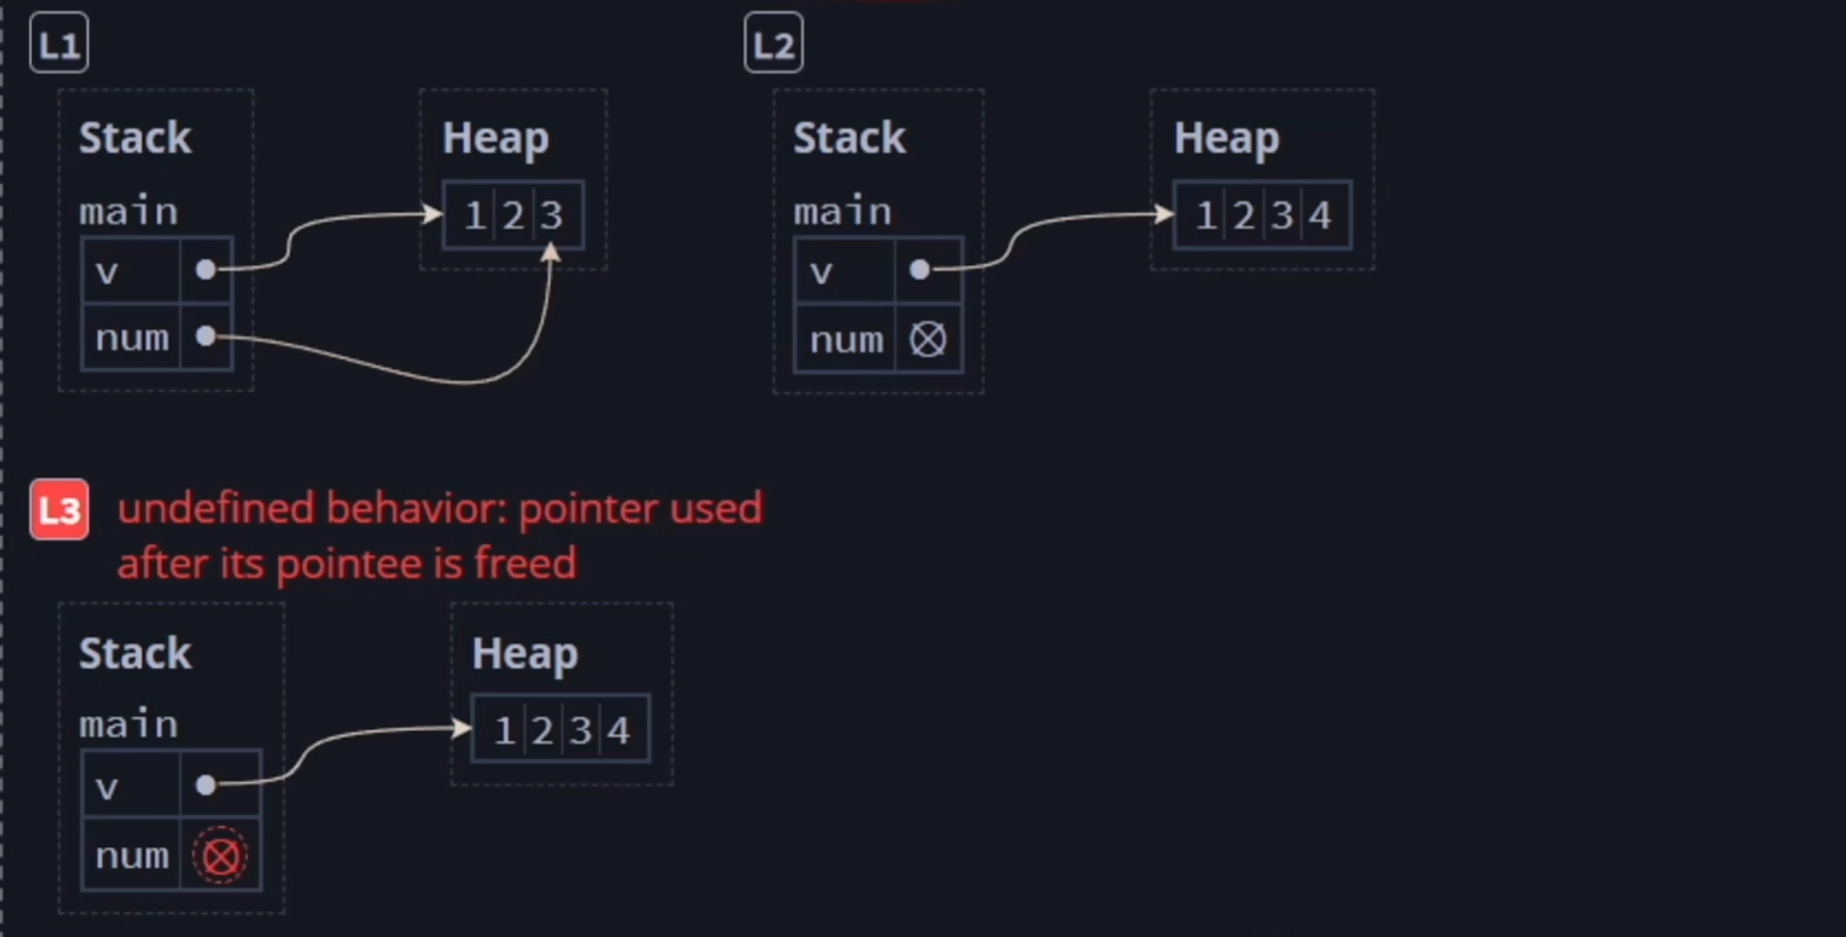 L1
Stack
Heap
main
1 2 3
v
num
L2
Stack
Heap
main
1 2 3 4
v
num
L3
undefined behavior: pointer used
after its pointee is freed
Stack
Heap
main
1 2 3 4
v
num